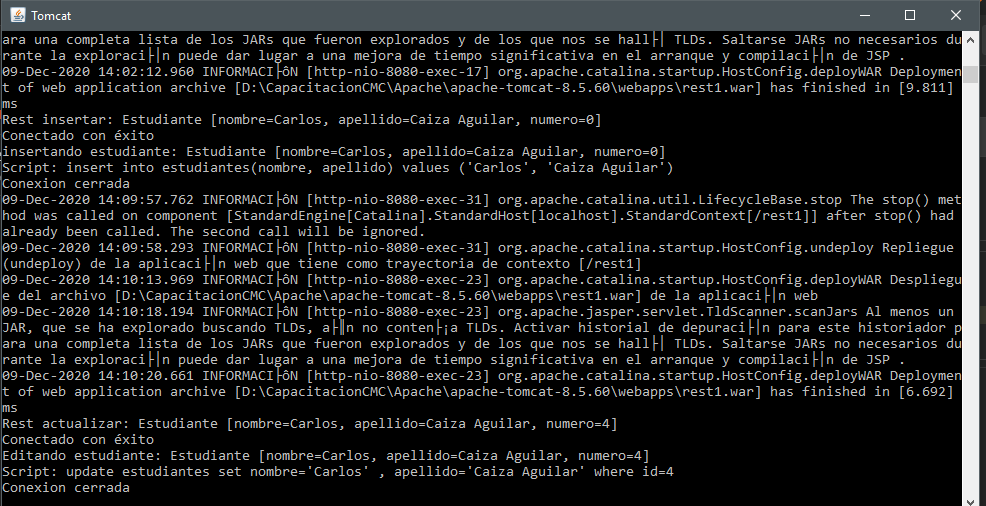 Tomcat
ara una completa lista de los JARs que fueron explorados y de los que nos se hall├│ TLDs. Saltarse JARs no necesarios du
rante la exploraci├│n puede dar lugar a una mejora de tiempo significativa en el arranque y compilaci├│n de JSP .
09-Dec-2020 14:02:12.960 INFORMACI├ôN [http-nio-8080-exec-17] org.apache.catalina.startup.HostConfig.deployWAR Deploymen
t of web application archive [D:\CapacitacionCMC\Apache\apache-tomcat-8.5.60\webapps\rest1.war] has finished in [9.811]
ms
Rest insertar: Estudiante [nombre=Carlos, apellido=Caiza Aguilar, numero=0]
Conectado con éxito
insertando estudiante: Estudiante [nombre=Carlos, apellido=Caiza Aguilar, numero=0]
Script: insert into estudiantes(nombre, apellido) values ('Carlos', 'Caiza Aguilar')
Conexion cerrada
09-Dec-2020 14:09:57.762 INFORMACI├ôN [http-nio-8080-exec-31] org.apache.catalina.util.LifecycleBase.stop The stop() met
hod was called on component [StandardEngine[Catalina].StandardHost[localhost].StandardContext[/rest1]] after stop() had
already been called. The second call will be ignored.
09-Dec-2020 14:09:58.293 INFORMACI├ôN [http-nio-8080-exec-31] org.apache.catalina.startup.HostConfig.undeploy Repliegue
(undeploy) de la aplicaci├│n web que tiene como trayectoria de contexto [/rest1]
09-Dec-2020 14:10:13.969 INFORMACI├ôN [http-nio-8080-exec-23] org.apache.catalina.startup.HostConfig.deployWAR Despliegu
e del archivo [D:\CapacitacionCMC\Apache\apache-tomcat-8.5.60\webapps\rest1.war] de la aplicaci├│n web
09-Dec-2020 14:10:18.194 INFORMACI├ôN [http-nio-8080-exec-23] org.apache.jasper.servlet.TldScanner.scanJars Al menos un
JAR, que se ha explorado buscando TLDs, a├║n no conten├¡a TLDs. Activar historial de depuraci├│n para este historiador p
ara una completa lista de los JARs que fueron explorados y de los que nos se hall├│ TLDs. Saltarse JARs no necesarios du
rante la exploraci├│n puede dar lugar a una mejora de tiempo significativa en el arranque y compilaci├│n de JSP .
09-Dec-2020 14:10:20.661 INFORMACI├ôN [http-nio-8080-exec-23] org.apache.catalina.startup.HostConfig.deployWAR Deploymen
t of web application archive [D:\CapacitacionCMC\Apache\apache-tomcat-8.5.60\webapps\rest1.war] has finished in [6.692]
ms
Rest actualizar: Estudiante [nombre=Carlos, apellido=Caiza Aguilar, numero=4]
Conectado con éxito
Editando estudiante: Estudiante [nombre=Carlos, apellido=Caiza Aguilar, numero=4]
Script: update estudiantes set nombre='Carlos' , apellido='Caiza Aguilar' where id=4
Conexion cerrada